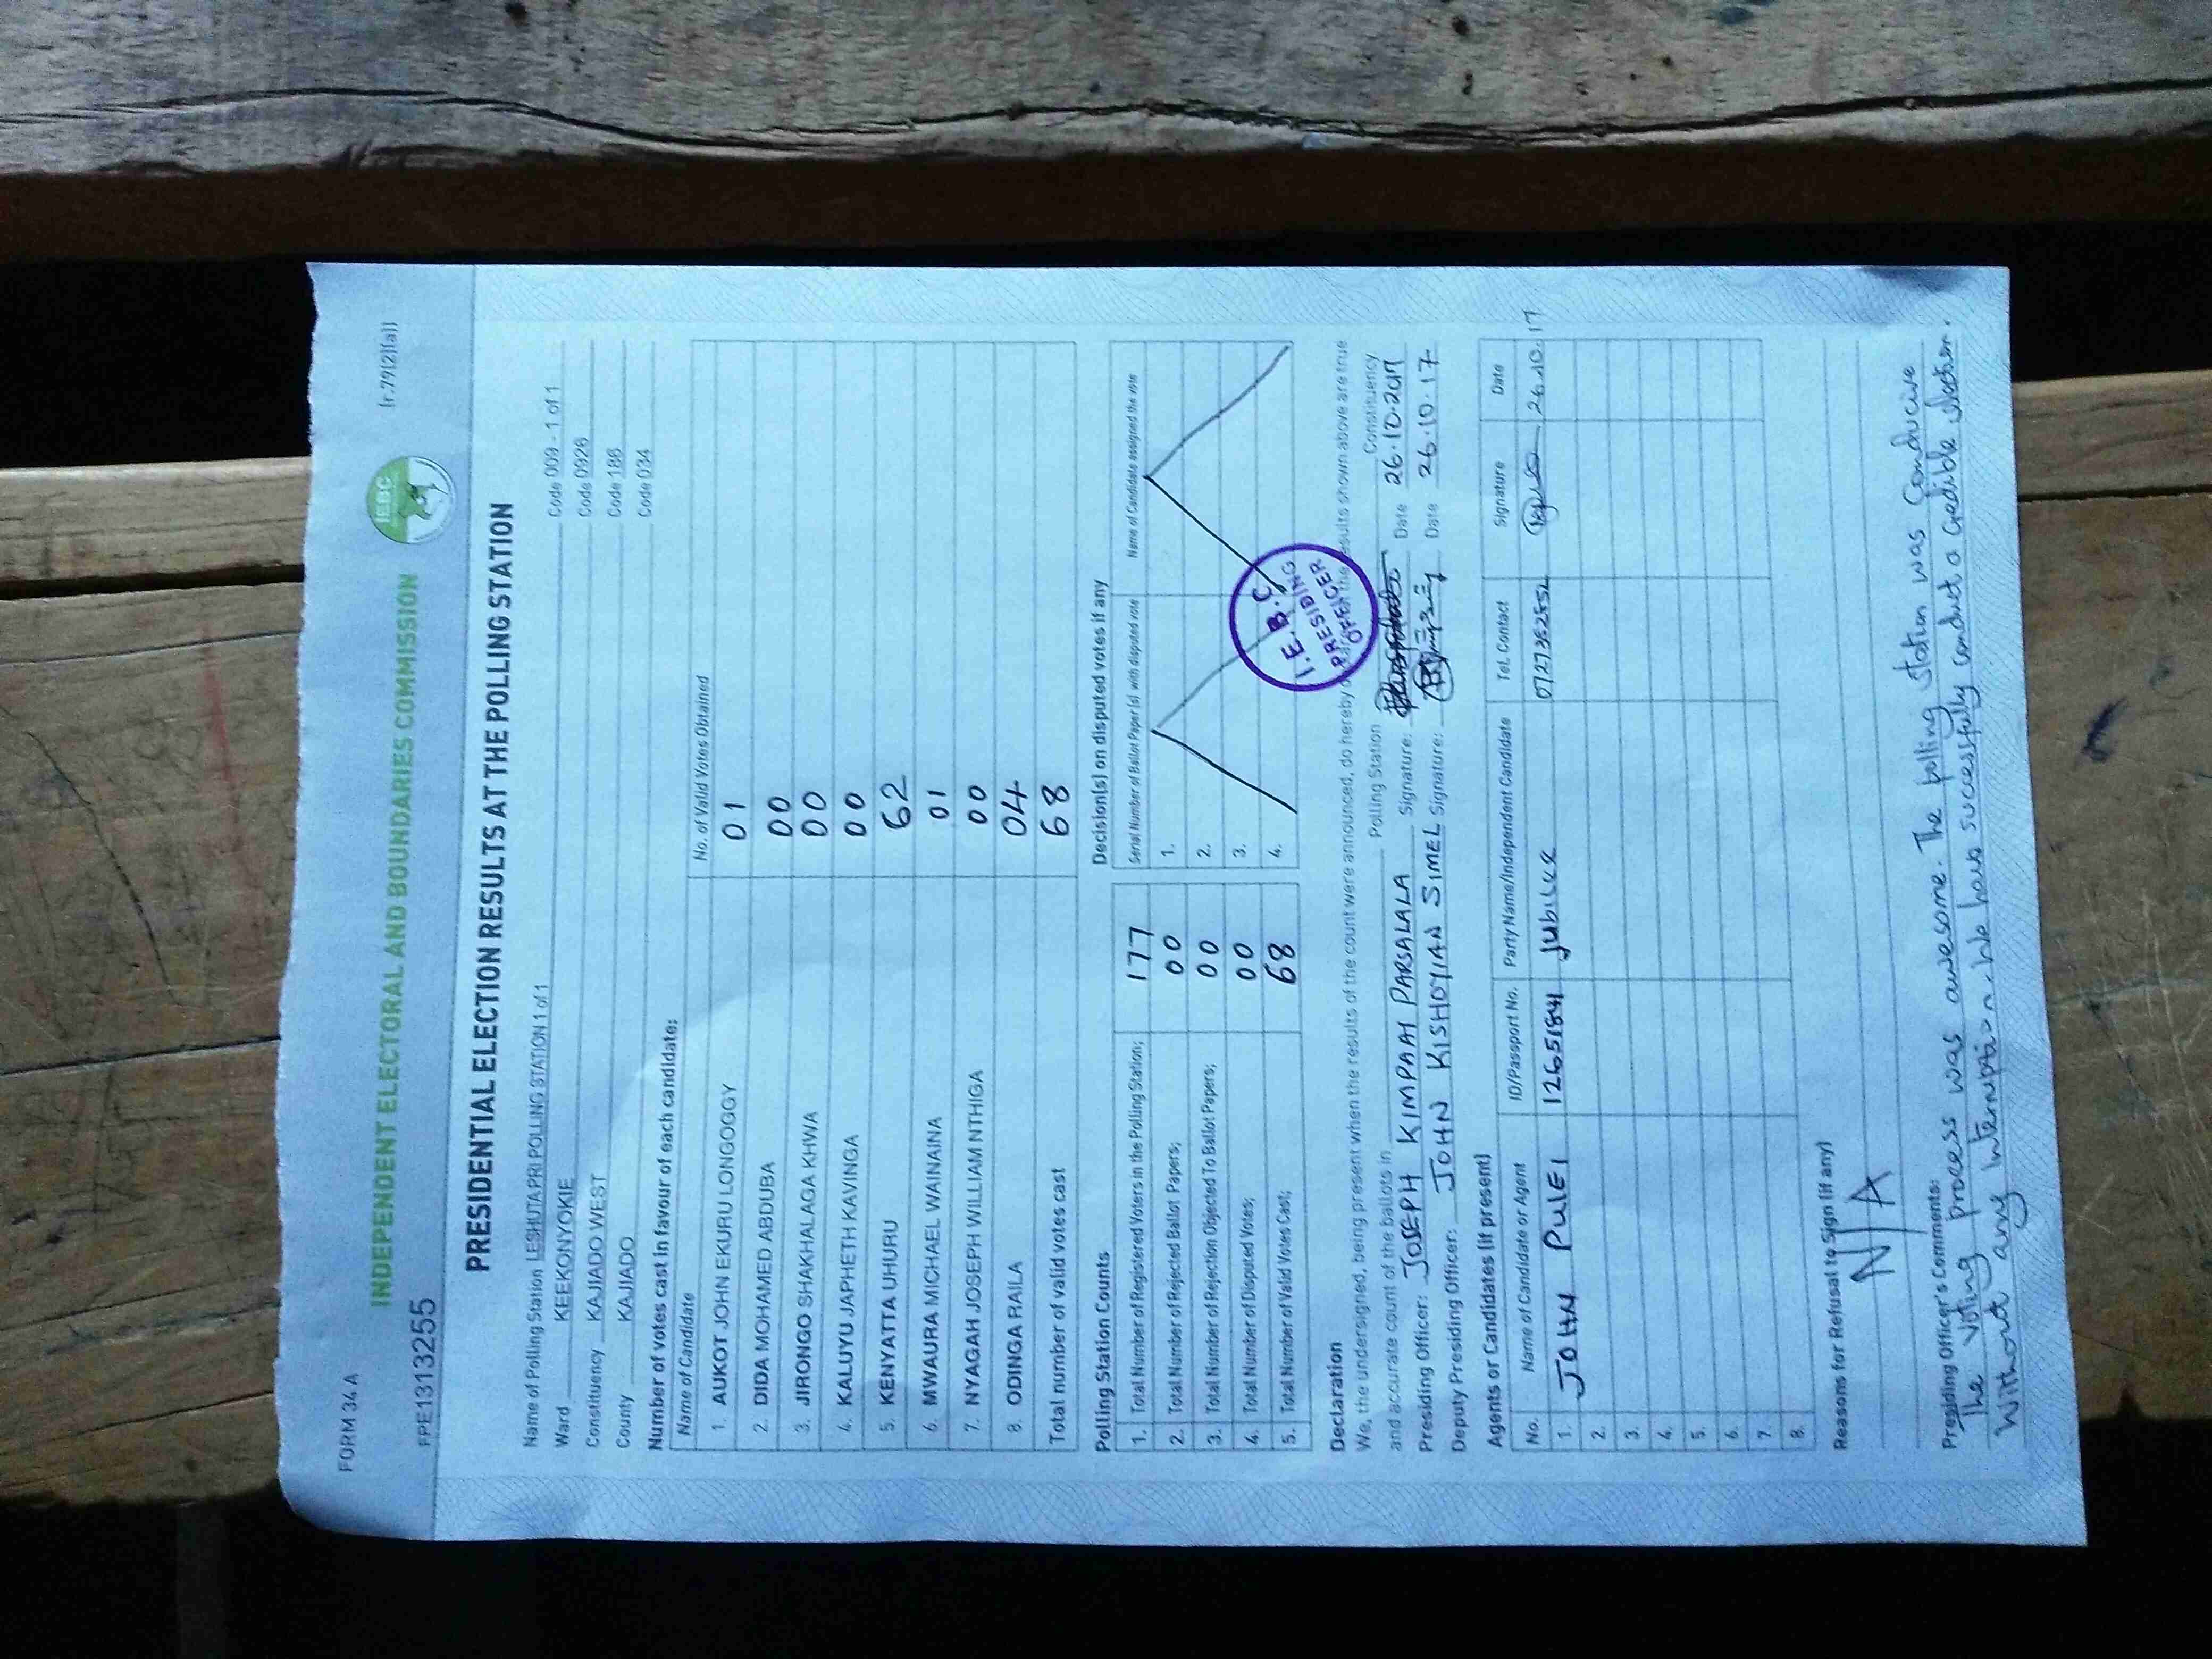 FORM 34 A
[r.79(2)(a)]
IEBC
INDEPENDENT ELECTORAL AND BOUNDARIES COMMISSION
FPE1313255
PRESIDENTIAL ELECTION RESULTS AT THE POLLING STATION
Name of Polling Station LESHUTA PRI POLLING STATION 1 of 1 Code 009 - 1 of 1
Ward KEEKONYOKIE Code 0926
Constituency KAJIADO WEST Code 186
County KAJIADO Code 034
Number of votes cast in favour of each candidate:
Name of Candidate No. of Valid Votes Obtained
1. AUKOT JOHN EKURU LONGOGGY 01
2. DIDA MOHAMED ABDUBA 00
3. JIRONGO SHAKHALAGA KHWA 00
4. KALUYU JAPHETH KAVINGA 00
5. KENYATTA UHURU 62
6. MWAURA MICHAEL WAINAINA 01
7. NYAGAH JOSEPH WILLIAM NTHIGA 00
8. ODINGA RAILA 04
Total number of valid votes cast 68
Polling Station Counts
1. Total Number of Registered Voters in the Polling Station; 177
2. Total Number of Rejected Ballot Papers; 00
3. Total Number of Rejection Objected To Ballot Papers; 00
4. Total Number of Disputed Votes; 00
5. Total Number of Valid Votes Cast; 68
Decision(s) on disputed votes if any
Serial Number of Ballot Paper (s) with disputed vote Name of Candidate assigned the vote
1.
2.
3.
4.
I.E.B.C.
PRESIDING
OFFICER
Declaration
We, the undersigned, being present when the results of the count were announced, do hereby results shown above are true
and accurate count of the ballots in Polling Station Constituency
Presiding Officer: JOSEPH KIMPAAY PARSALALA Signature: Date 26.10.2017
Deputy Presiding Officer: JOHN KISHOYIAN SIMEL Signature: Date 26.10.17
Agents or Candidates (if present)
No. Name of Candidate or Agent ID/Passport No. Party Name/Independent Candidate Tel. Contact Signature Date
1. JOHN PULEI 12651844 JUBILEE 0727362552 26.10.17
2.
3.
4.
5.
6.
7.
8.
Reasons for Refusal to Sign (if any)
N/A
Presiding Officer's Comments:
The voting process was awesome. The polling station was conducive
without any interruption. We have sucessfully conduct a credible election.